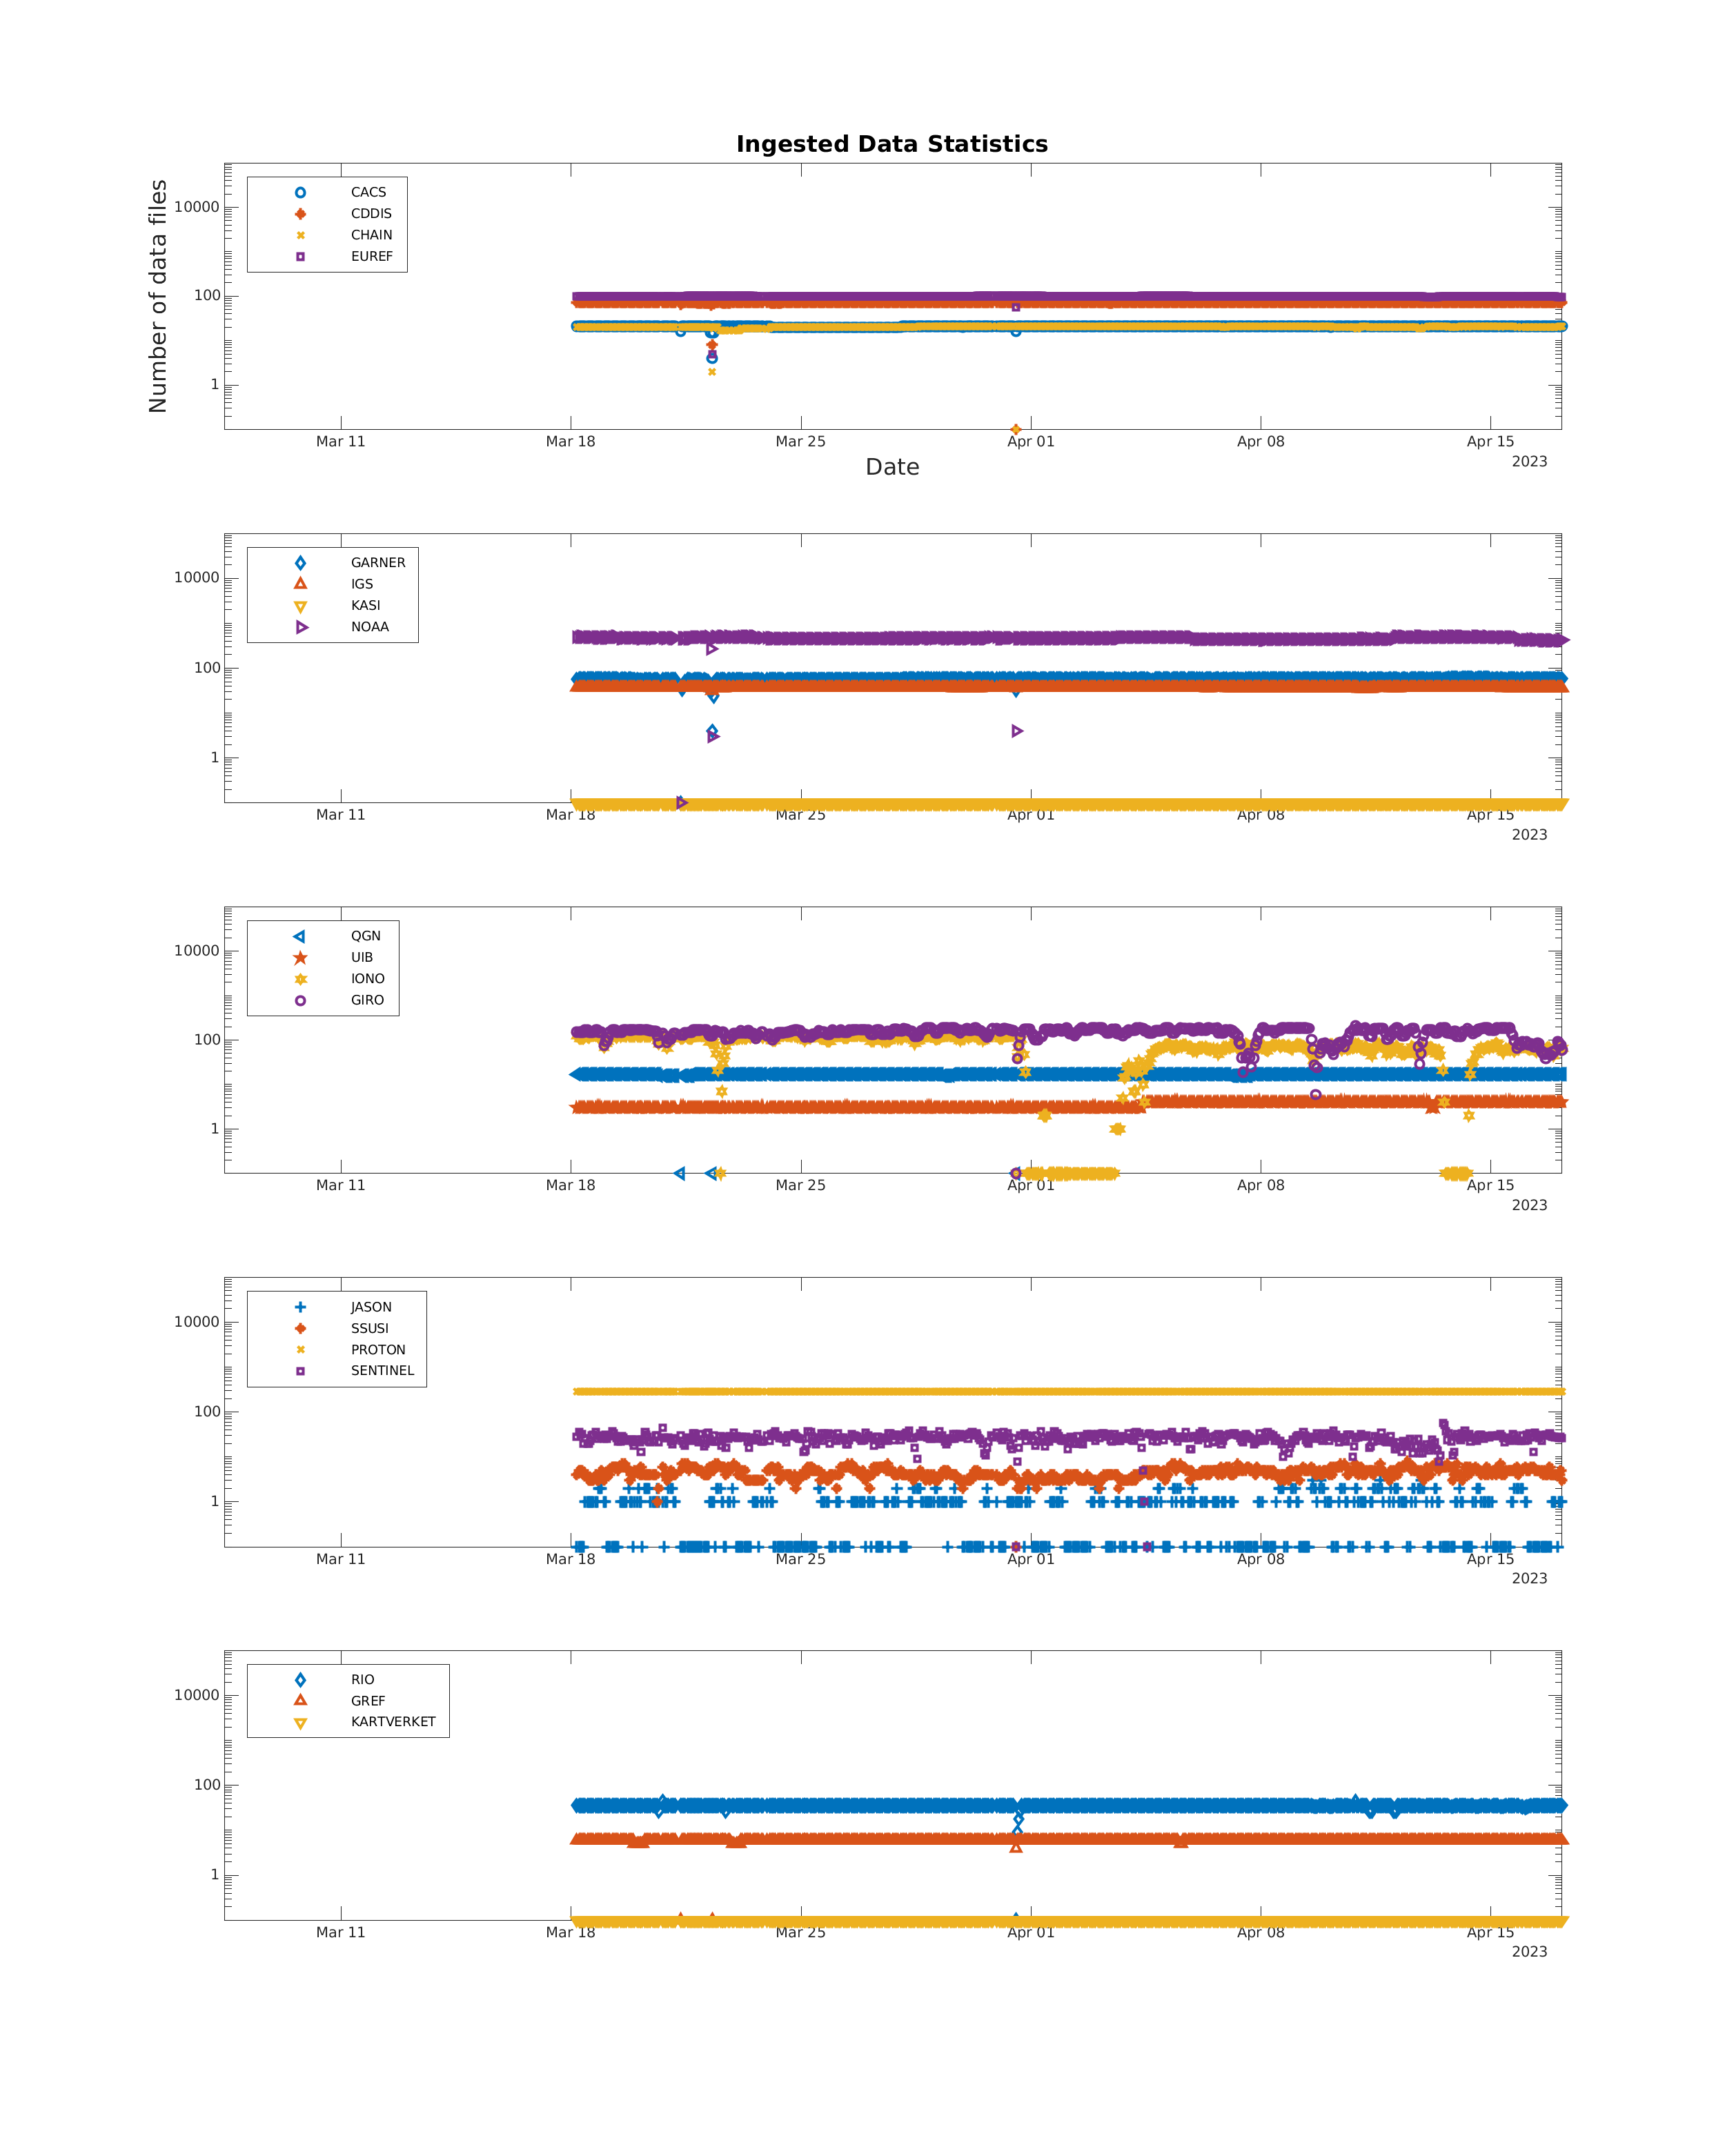 Ingested Data Statistics
Number of data files
10000
100
1
CACS
CDDIS
CHAIN
EUREF
Mar 11 Mar 18 Mar 25 Apr 01 Apr 08 Apr 15
2023
Date
10000
100
1
GARNER
IGS
KASI
NOAA
Mar 11 Mar 18 Mar 25 Apr 01 Apr 08 Apr 15
2023
10000
100
1
QGN
UIB
IONO
GIRO
Mar 11 Mar 18 Mar 25 Apr 01 Apr 08 Apr 15
2023
10000
100
1
JASON
SSUSI
PROTON
SENTINEL
Mar 11 Mar 18 Mar 25 Apr 01 Apr 08 Apr 15
2023
10000
100
1
RIO
GREF
KARTVERKET
Mar 11 Mar 18 Mar 25 Apr 01 Apr 08 Apr 15
2023